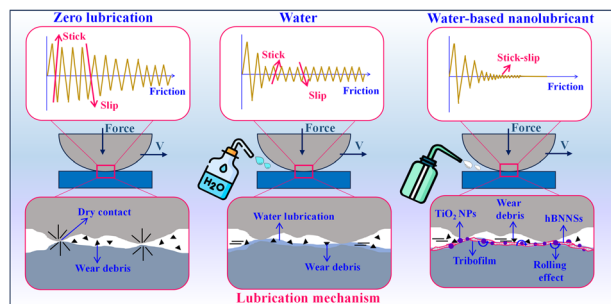 Zero lubrication
Water
Water-based nanolubricant
Stick
Friction
Slip
Stick
Friction
Slip
Stick-slip
Friction
Force
V
Force
V
Force
V
H₂O
Dry contact
Wear debris
Water lubrication
Wear debris
TiO₂ NPs
Wear
debris
hBNNSs
Tribofilm
Rolling
effect
Lubrication mechanism